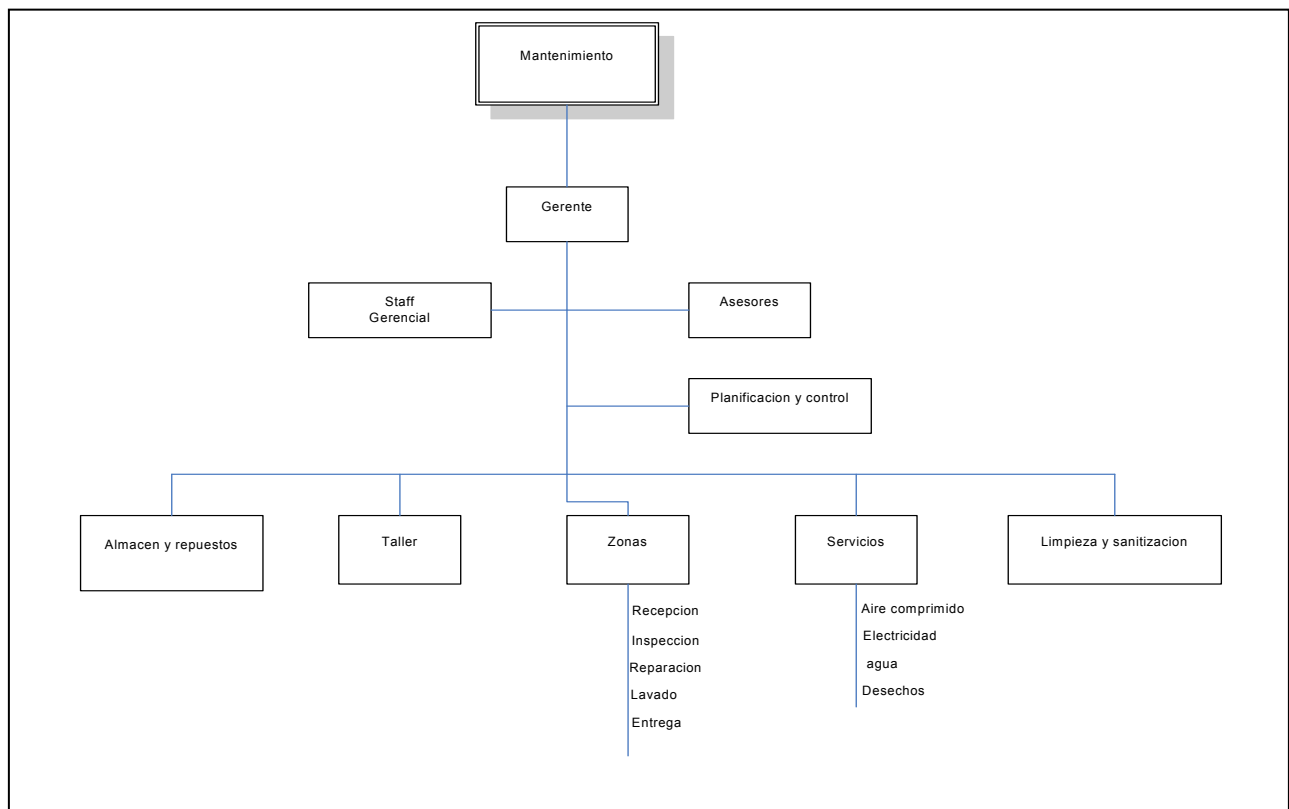 Mantenimiento
Gerente
Staff
Gerencial
Asesores
Planificacion y control
Almacen y repuestos
Taller
Zonas
Servicios
Limpieza y sanitizacion
Recepcion
Inspeccion
Reparacion
Lavado
Entrega
Aire comprimido
Electricidad
agua
Desechos